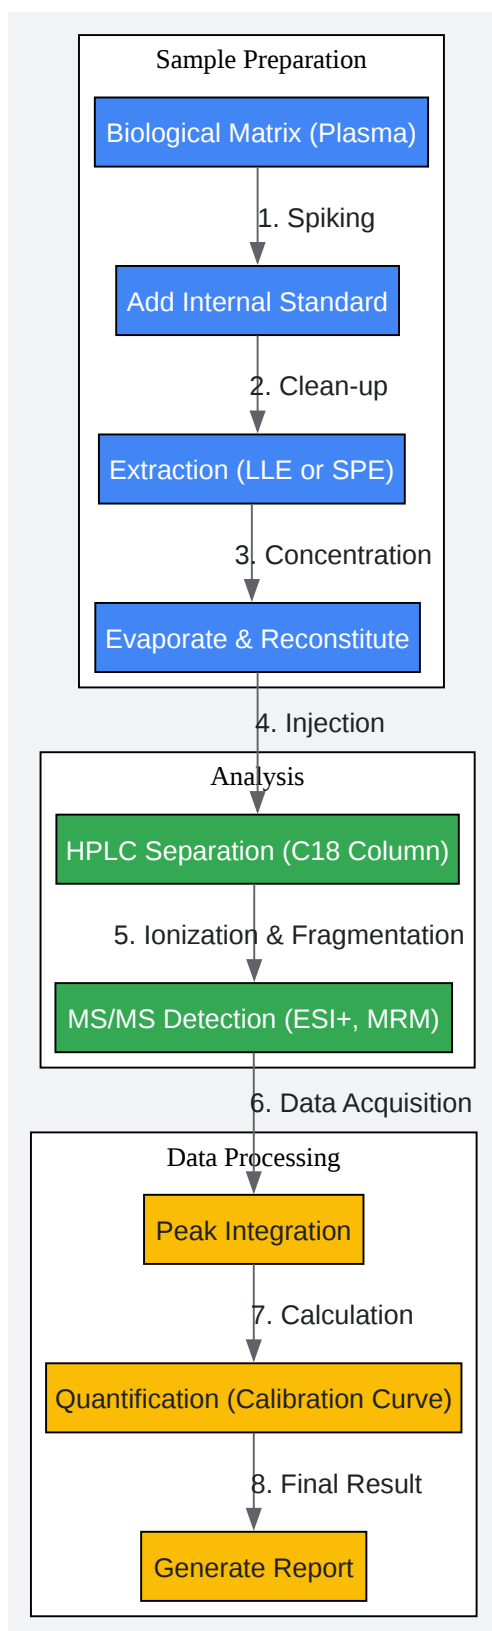 Sample Preparation
Biological Matrix (Plasma)
1. Spiking
Add Internal Standard
2. Clean-up
Extraction (LLE or SPE)
3. Concentration
Evaporate & Reconstitute
4. Injection
Analysis
HPLC Separation (C18 Column)
5. Ionization & Fragmentation
MS/MS Detection (ESI+, MRM)
6. Data Acquisition
Data Processing
Peak Integration
7. Calculation
Quantification (Calibration Curve)
8. Final Result
Generate Report